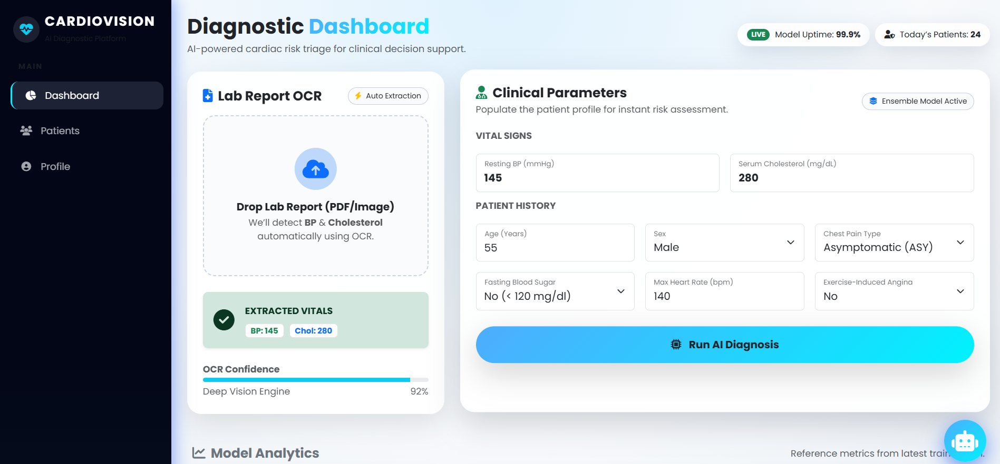 CARDIOVISION
AI Diagnostic Platform
MAIN
Dashboard
Patients
Profile
Diagnostic Dashboard
AI-powered cardiac risk triage for clinical decision support.
LIVE Model Uptime: 99.9%
Today’s Patients: 24
Lab Report OCR
Auto Extraction
Drop Lab Report (PDF/Image)
We’ll detect BP & Cholesterol
automatically using OCR.
EXTRACTED VITALS
BP: 145 Chol: 280
OCR Confidence
Deep Vision Engine 92%
Clinical Parameters
Populate the patient profile for instant risk assessment.
Ensemble Model Active
VITAL SIGNS
Resting BP (mmHg)
145
Serum Cholesterol (mg/dL)
280
PATIENT HISTORY
Age (Years)
55
Sex
Male
Chest Pain Type
Asymptomatic (ASY)
Fasting Blood Sugar
No (< 120 mg/dl)
Max Heart Rate (bpm)
140
Exercise-Induced Angina
No
Run AI Diagnosis
Model Analytics
Reference metrics from latest